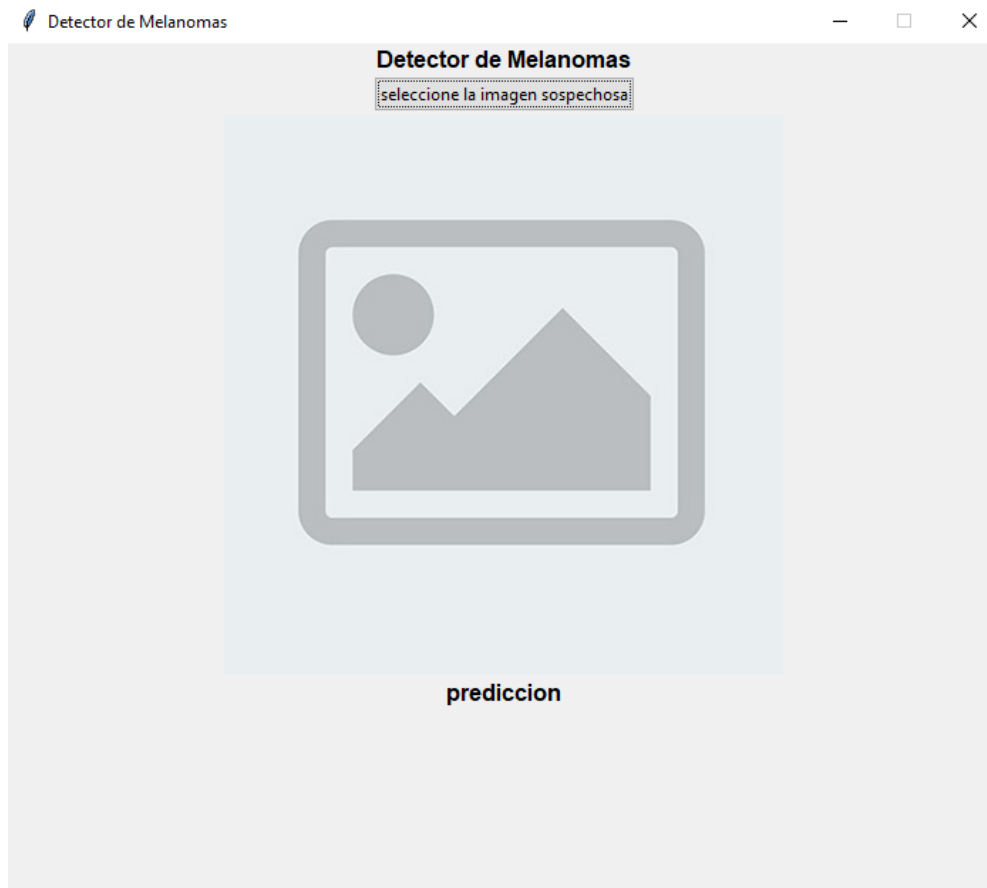 Detector de Melanomas
Detector de Melanomas
seleccione la imagen sospechosa
prediccion